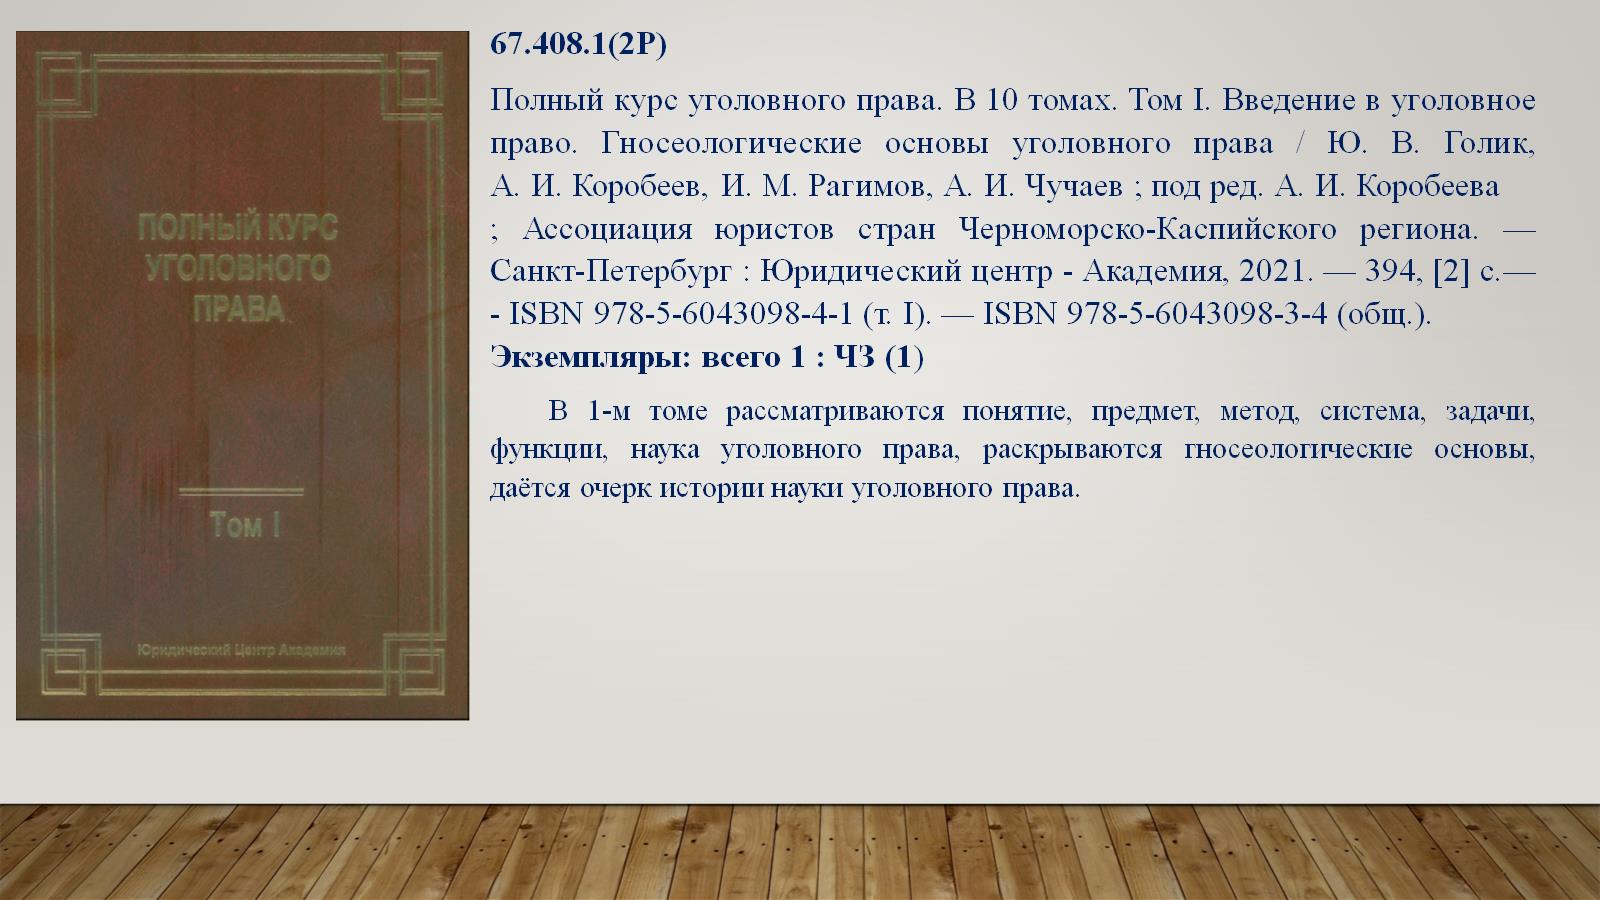 ПОЛНЫЙ КУРС
УГОЛОВНОГО
ПРАВА
Том I
Юридический Центр Академия
67.408.1(2Р)
Полный курс уголовного права. В 10 томах. Том I. Введение в уголовное
право. Гносеологические основы уголовного права / Ю. В. Голик,
А. И. Коробеев, И. М. Рагимов, А. И. Чучаев ; под ред. А. И. Коробеева
; Ассоциация юристов стран Черноморско-Каспийского региона. —
Санкт-Петербург : Юридический центр - Академия, 2021. — 394, [2] с.—
- ISBN 978-5-6043098-4-1 (т. I). — ISBN 978-5-6043098-3-4 (общ.).
Экземпляры: всего 1 : ЧЗ (1)
В 1-м томе рассматриваются понятие, предмет, метод, система, задачи,
функции, наука уголовного права, раскрываются гносеологические основы,
даётся очерк истории науки уголовного права.